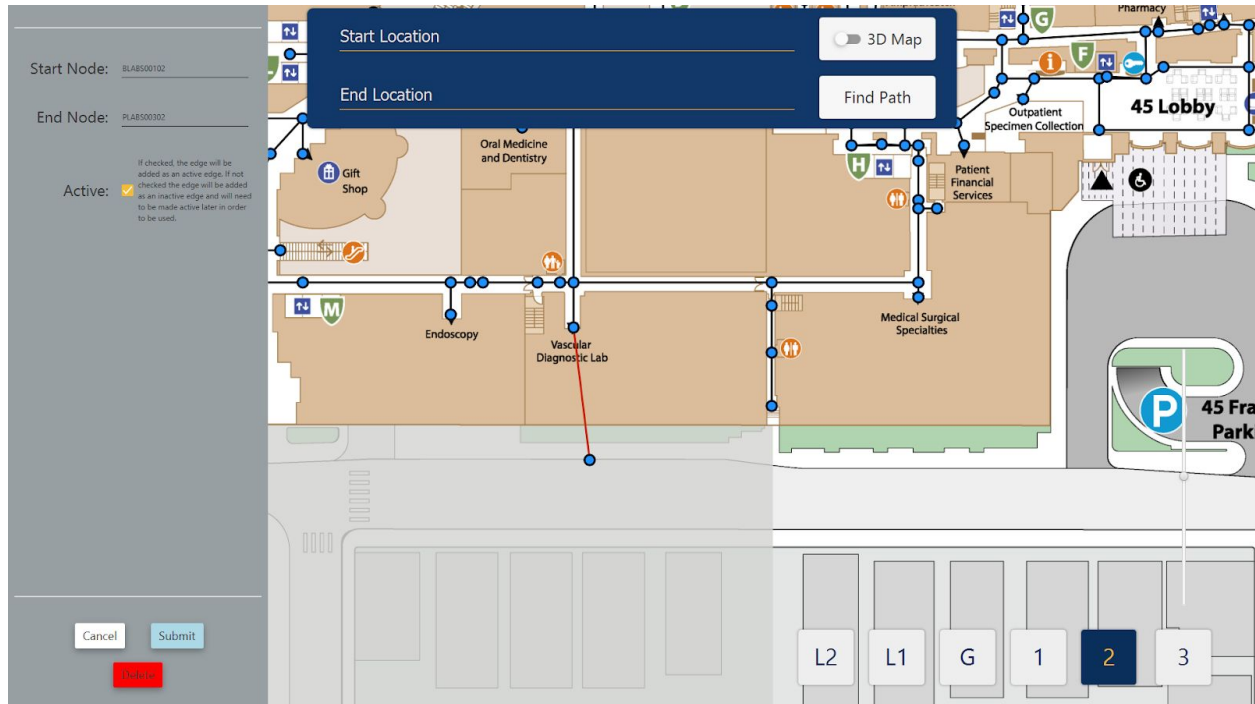 Start Node: BLABS00102
End Node: PLABS00302
Active:
If checked, the edge will be
added as an active edge. If not
checked the edge will be added
as an inactive edge and will need
to be made active later in order
to be used.
Cancel
Submit
Delete
Start Location
3D Map
End Location
Find Path
Pharmacy
G
F
i
45 Lobby
Outpatient
Specimen Collection
Oral Medicine
and Dentistry
Gift
Shop
H
Patient
Financial
Services
M
Endoscopy
Vascular
Diagnostic Lab
Medical Surgical
Specialties
P
45 Fra
Park
L2
L1
G
1
2
3